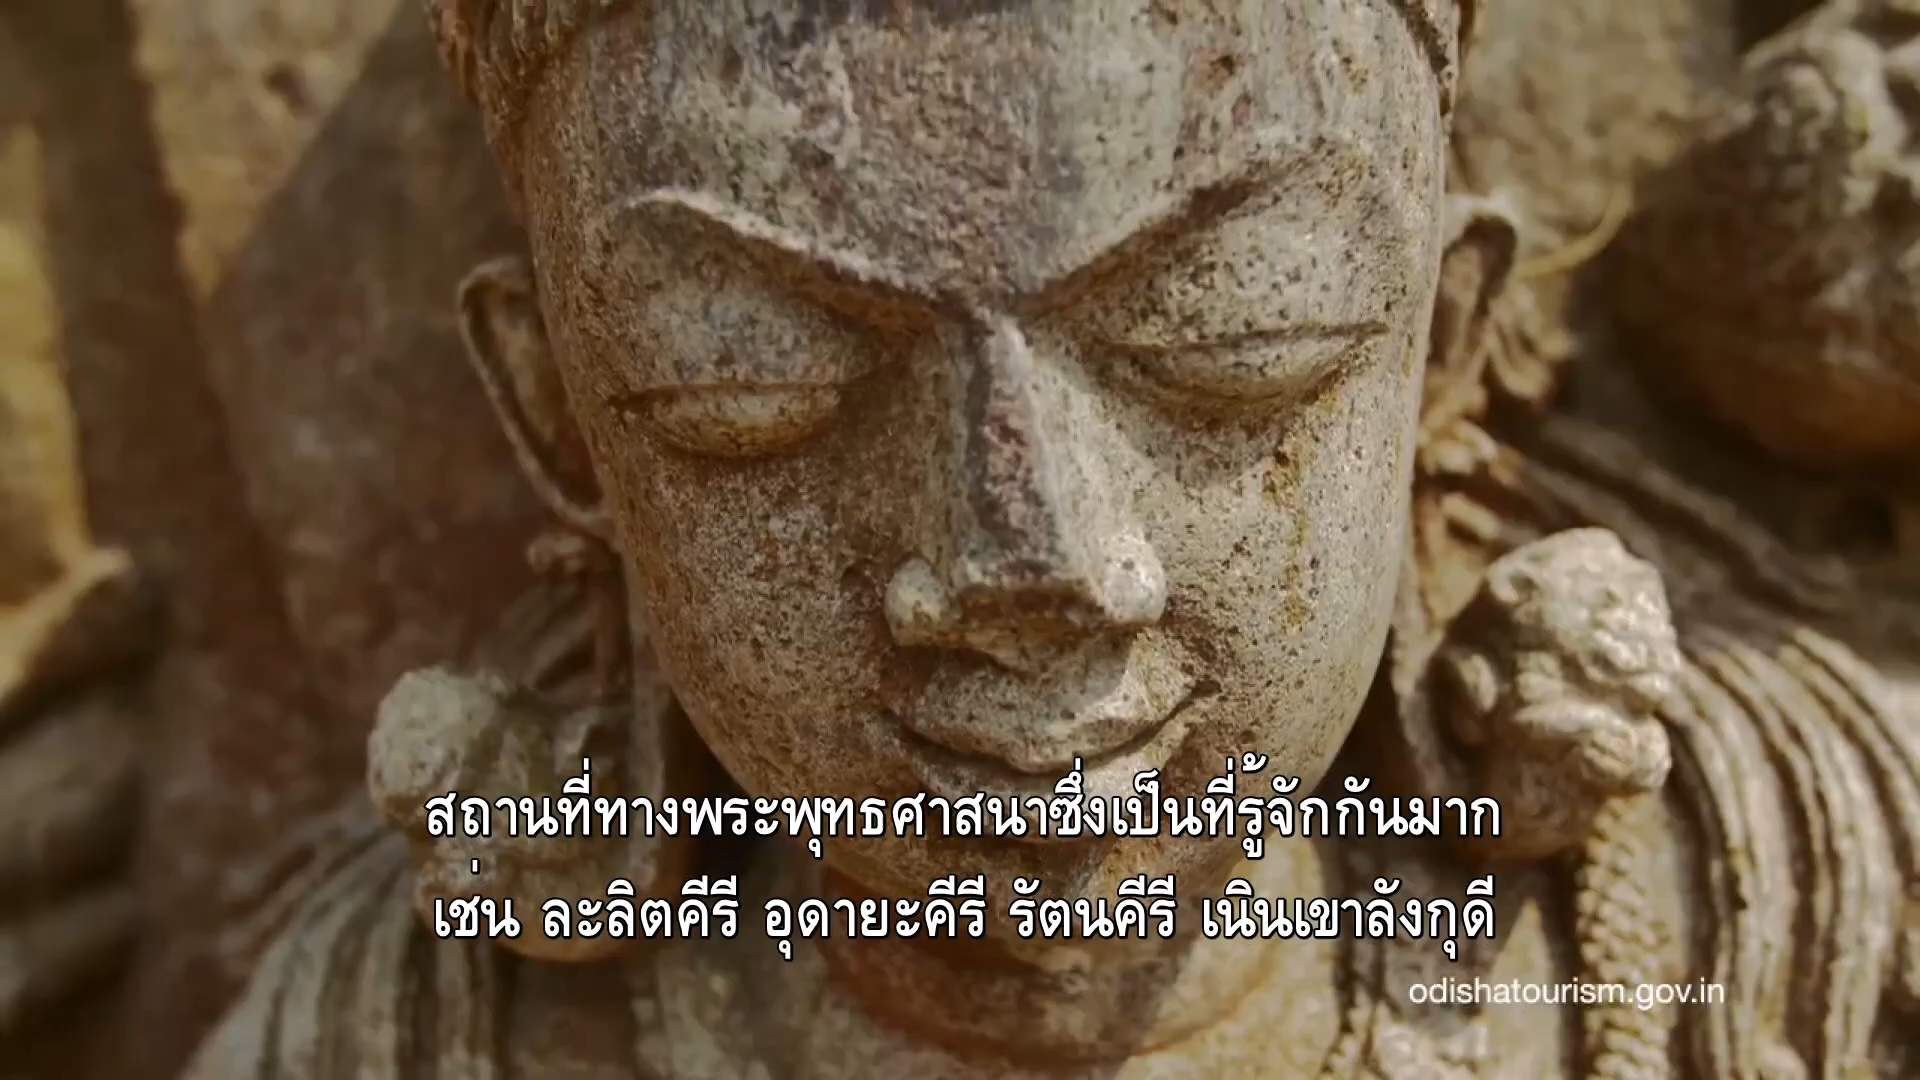 สถานที่ทางพระพุทธศาสนาซึ่งเป็นที่รู้จักกันมาก
เช่น ละลิตคีรี อุดายะคีรี รัตนคีรี เนินเขาลังกุดี
odishatourism.gov.in